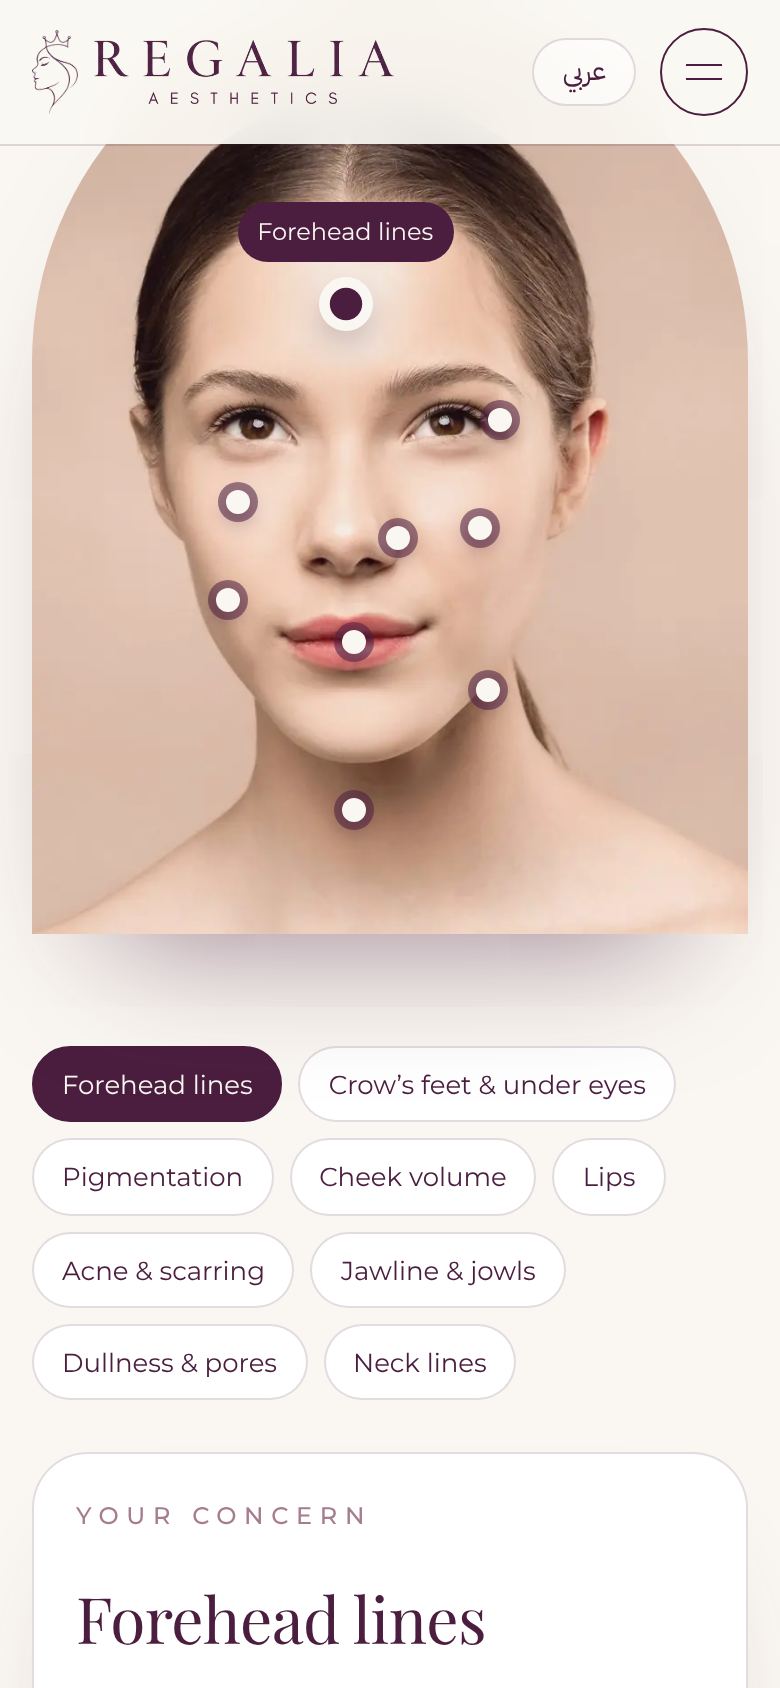 REGALIA
AESTHETICS
عربي
Forehead lines
Forehead lines
Crow’s feet & under eyes
Pigmentation
Cheek volume
Lips
Acne & scarring
Jawline & jowls
Dullness & pores
Neck lines
YOUR CONCERN
Forehead lines